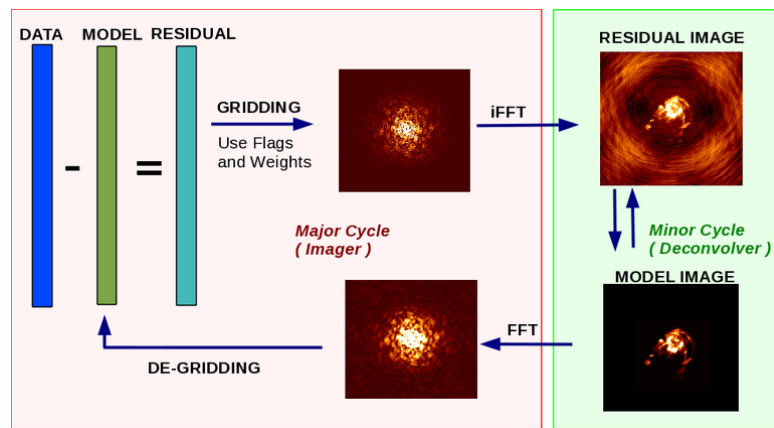 DATA MODEL RESIDUAL
-
=
GRIDDING
Use Flags
and Weights
iFFT
RESIDUAL IMAGE
Major Cycle
( Imager )
Minor Cycle
( Deconvolver )
MODEL IMAGE
FFT
DE-GRIDDING